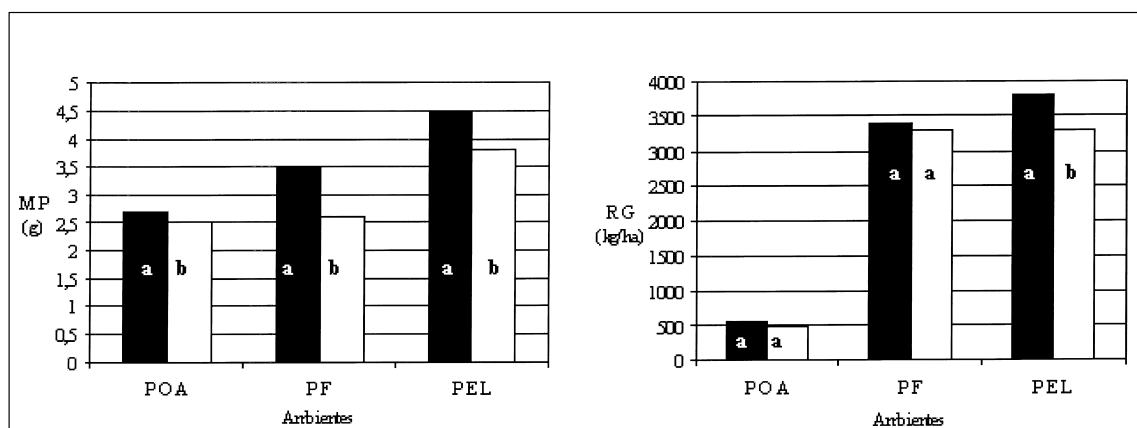 5
4,5
4
3,5
3
2,5
2
1,5
1
0,5
0
MP
(g)
a b a b a b
POA PF PEL
Ambientes
4000
3500
3000
2500
2000
1500
1000
500
0
RG
(kg/ha)
a a a a a b
POA PF PEL
Ambientes